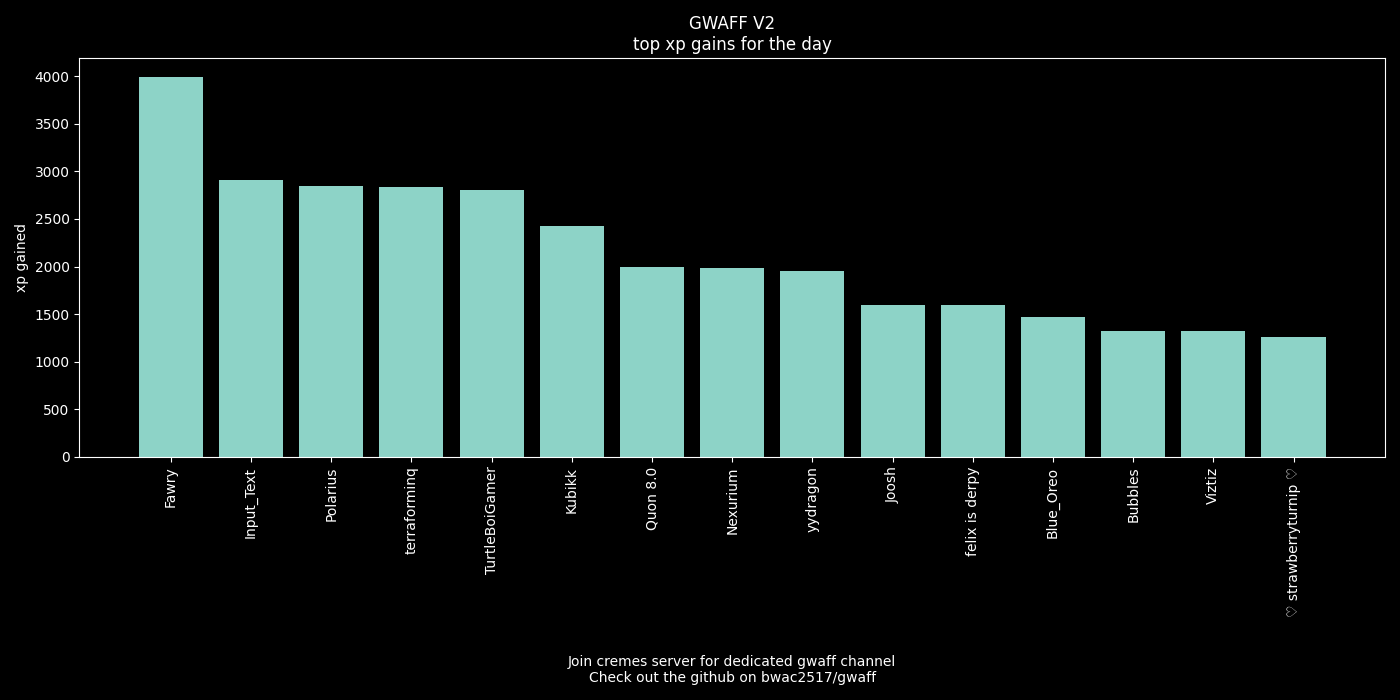 GWAFF V2
top xp gains for the day
xp gained
4000
3500
3000
2500
2000
1500
1000
500
0
Fawry
Input_Text
Polarius
terraforminq
TurtleBoiGamer
Kubikk
Quon 8.0
Nexurium
yydragon
Joosh
felix is derpy
Blue_Oreo
Bubbles
Viztiz
♡ strawberryturnip ♡
Join cremes server for dedicated gwaff channel
Check out the github on bwac2517/gwaff